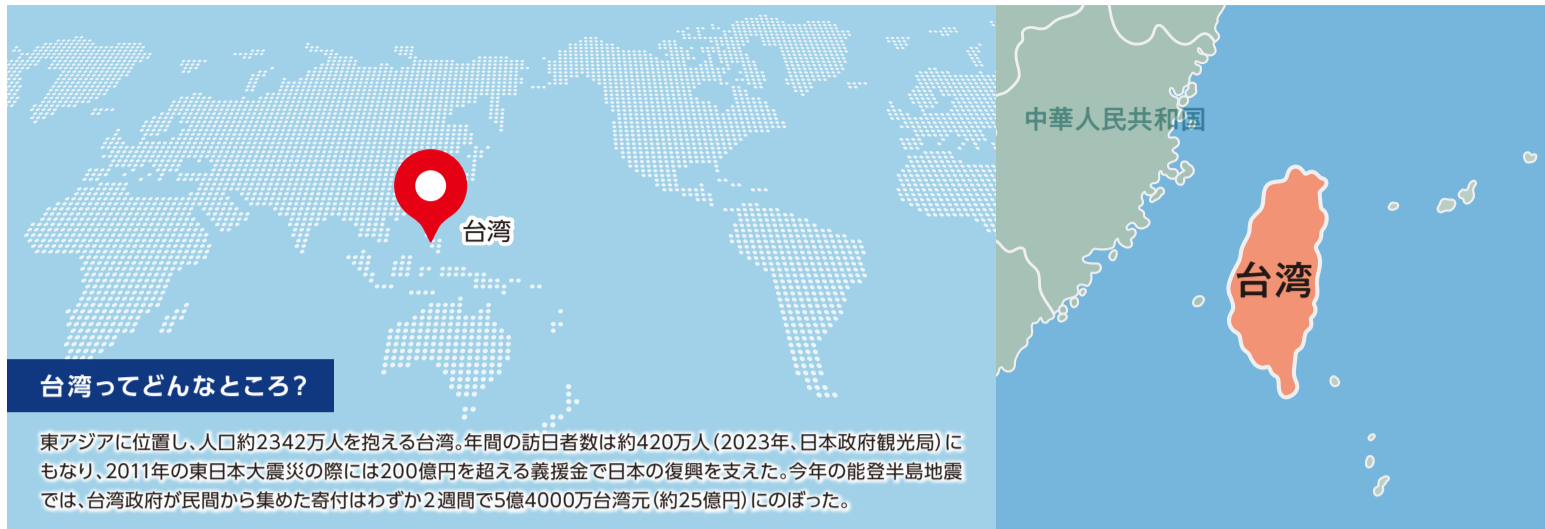 台湾
中華人民共和国
台湾
台湾ってどんなところ?
東アジアに位置し、人口約2342万人を抱える台湾。年間の訪日者数は約420万人(2023年、日本政府観光局)に
もなり、2011年の東日本大震災の際には200億円を超える義援金で日本の復興を支えた。今年の能登半島地震
では、台湾政府が民間から集めた寄付はわずか2週間で5億4000万台湾元(約25億円)にのぼった。